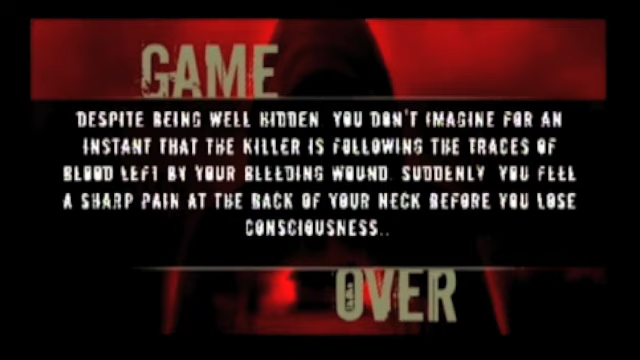 GAME
DESPITE BEING WELL HIDDEN, YOU DON'T IMAGINE FOR AN
INSTANT THAT THE KILLER IS FOLLOWING THE TRACES OF
BLOOD LEFT BY YOUR BLEEDING WOUND. SUDDENLY, YOU FEEL
A SHARP PAIN AT THE BACK OF YOUR NECK BEFORE YOU LOSE
CONSCIOUSNESS..
OVER